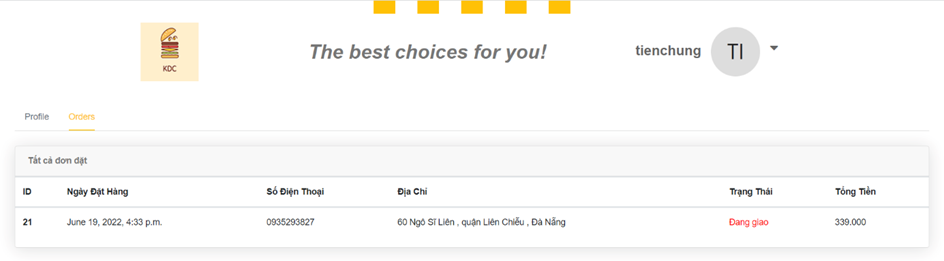 KDC
The best choices for you!
tienchung
TI
Profile Orders
Tất cả đơn đặt
ID Ngày Đặt Hàng Số Điện Thoại Địa Chỉ Trạng Thái Tổng Tiền
21 June 19, 2022, 4:33 p.m. 0935293827 60 Ngô Sĩ Liên , quận Liên Chiểu , Đà Nẵng Đang giao 339.000